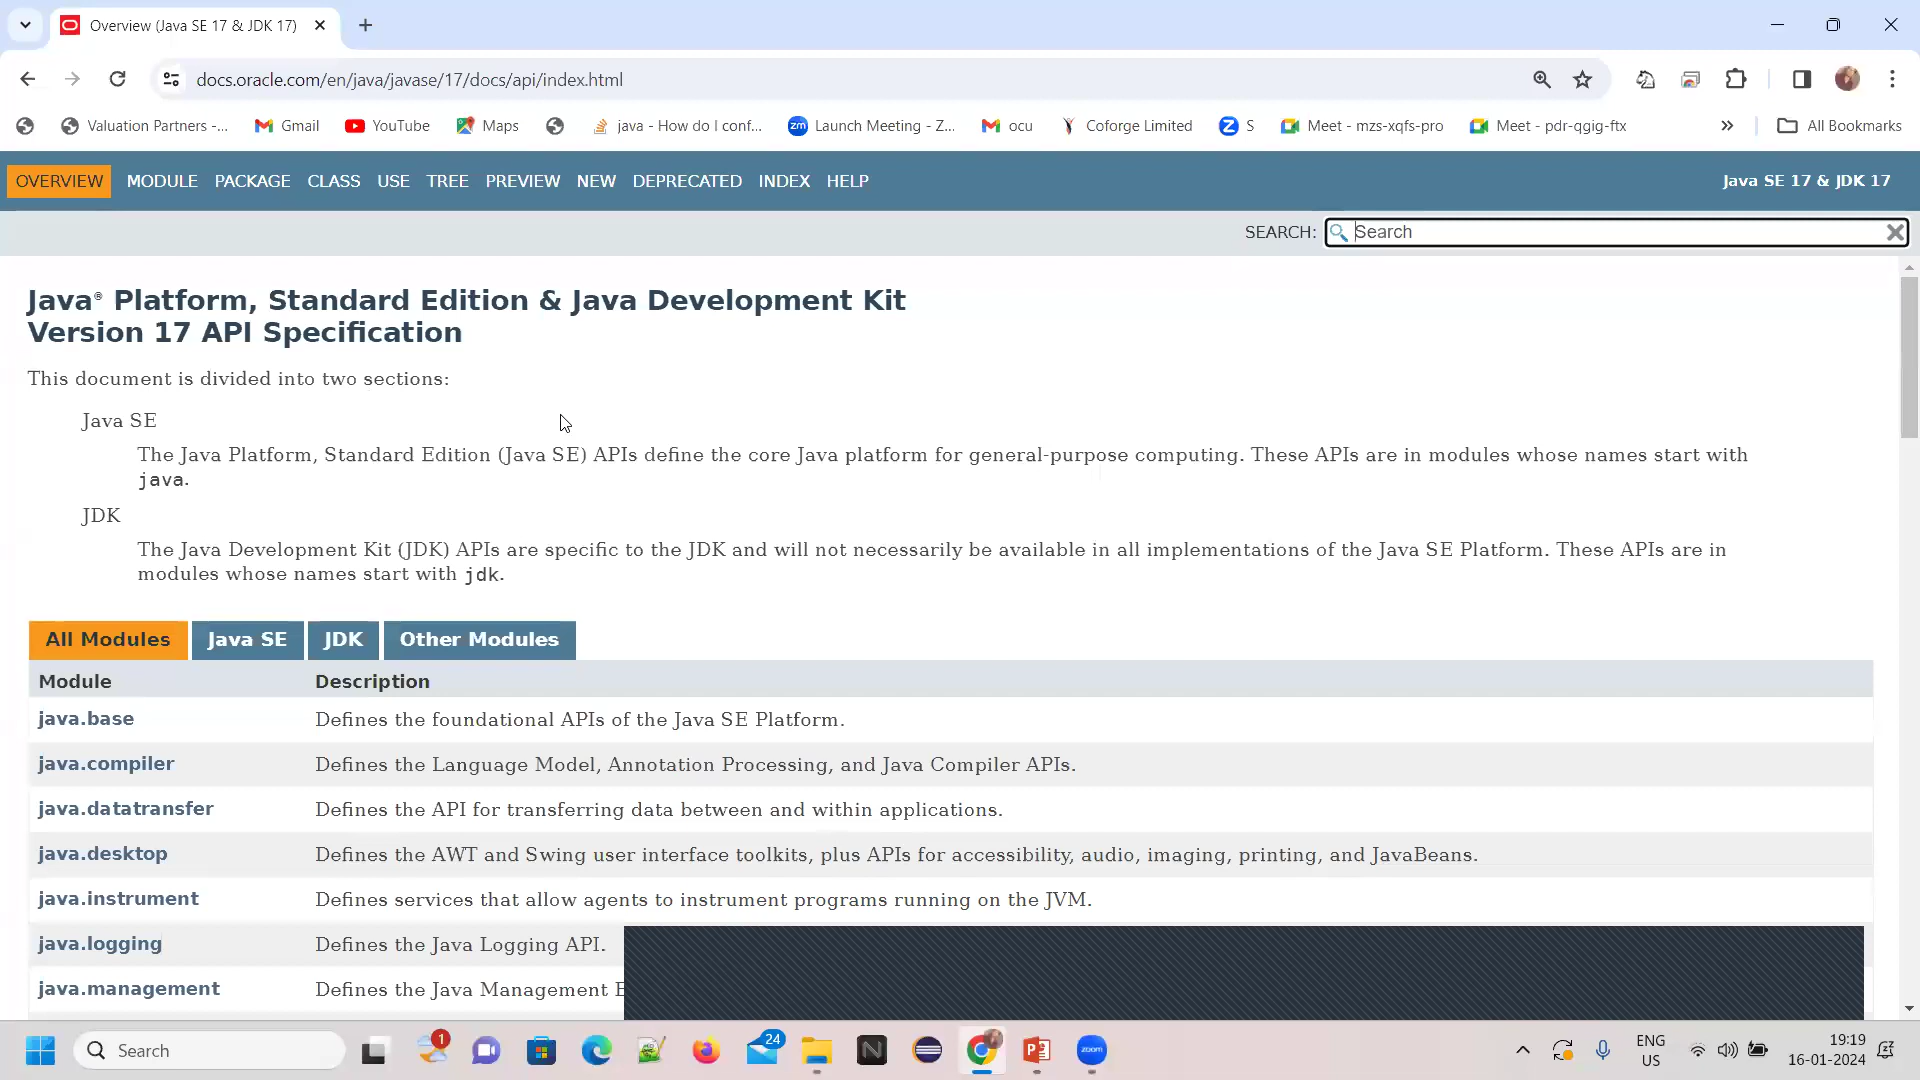 Overview (Java SE 17 & JDK 17)
docs.oracle.com/en/java/javase/17/docs/api/index.html
Valuation Partners -... Gmail YouTube Maps java - How do I conf... Launch Meeting - Z... ocu Coforge Limited S Meet - mzs-xqfs-pro Meet - pdr-qgig-ftx » All Bookmarks
OVERVIEW MODULE PACKAGE CLASS USE TREE PREVIEW NEW DEPRECATED INDEX HELP Java SE 17 & JDK 17
SEARCH: Search
Java® Platform, Standard Edition & Java Development Kit
Version 17 API Specification
This document is divided into two sections:
Java SE
The Java Platform, Standard Edition (Java SE) APIs define the core Java platform for general-purpose computing. These APIs are in modules whose names start with
java.
JDK
The Java Development Kit (JDK) APIs are specific to the JDK and will not necessarily be available in all implementations of the Java SE Platform. These APIs are in
modules whose names start with jdk.
All Modules Java SE JDK Other Modules
Module Description
java.base Defines the foundational APIs of the Java SE Platform.
java.compiler Defines the Language Model, Annotation Processing, and Java Compiler APIs.
java.datatransfer Defines the API for transferring data between and within applications.
java.desktop Defines the AWT and Swing user interface toolkits, plus APIs for accessibility, audio, imaging, printing, and JavaBeans.
java.instrument Defines services that allow agents to instrument programs running on the JVM.
java.logging Defines the Java Logging API.
java.management Defines the Java Management
Search 1 24 zoom ENG 19:19
US 16-01-2024